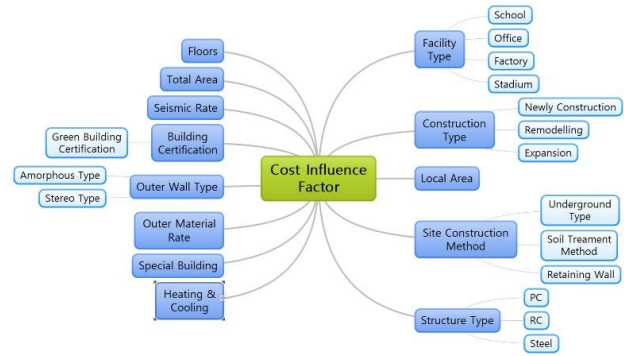 Floors
Total Area
Seismic Rate
Building
Certification
Green Building
Certification
Outer Wall Type
Amorphous Type
Stereo Type
Outer Material
Rate
Special Building
Heating &
Cooling
Cost Influence
Factor
Facility
Type
School
Office
Factory
Stadium
Construction
Type
Newly Construction
Remodelling
Expansion
Local Area
Site Construction
Method
Underground
Type
Soil Treament
Method
Retaining Wall
Structure Type
PC
RC
Steel